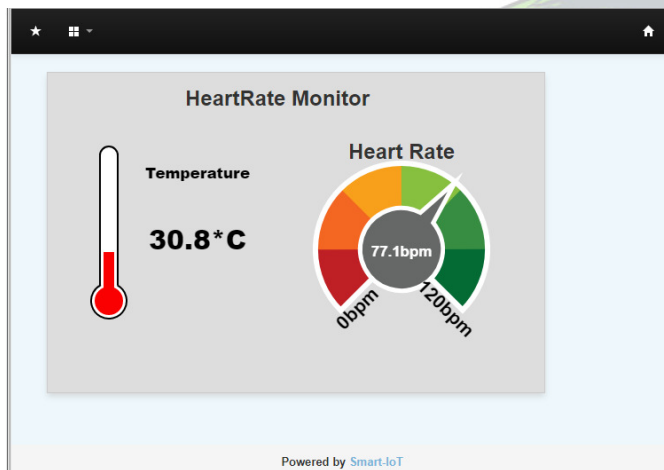 HeartRate Monitor
Temperature
30.8*C
Heart Rate
77.1bpm
0bpm
120bpm
Powered by Smart-IoT